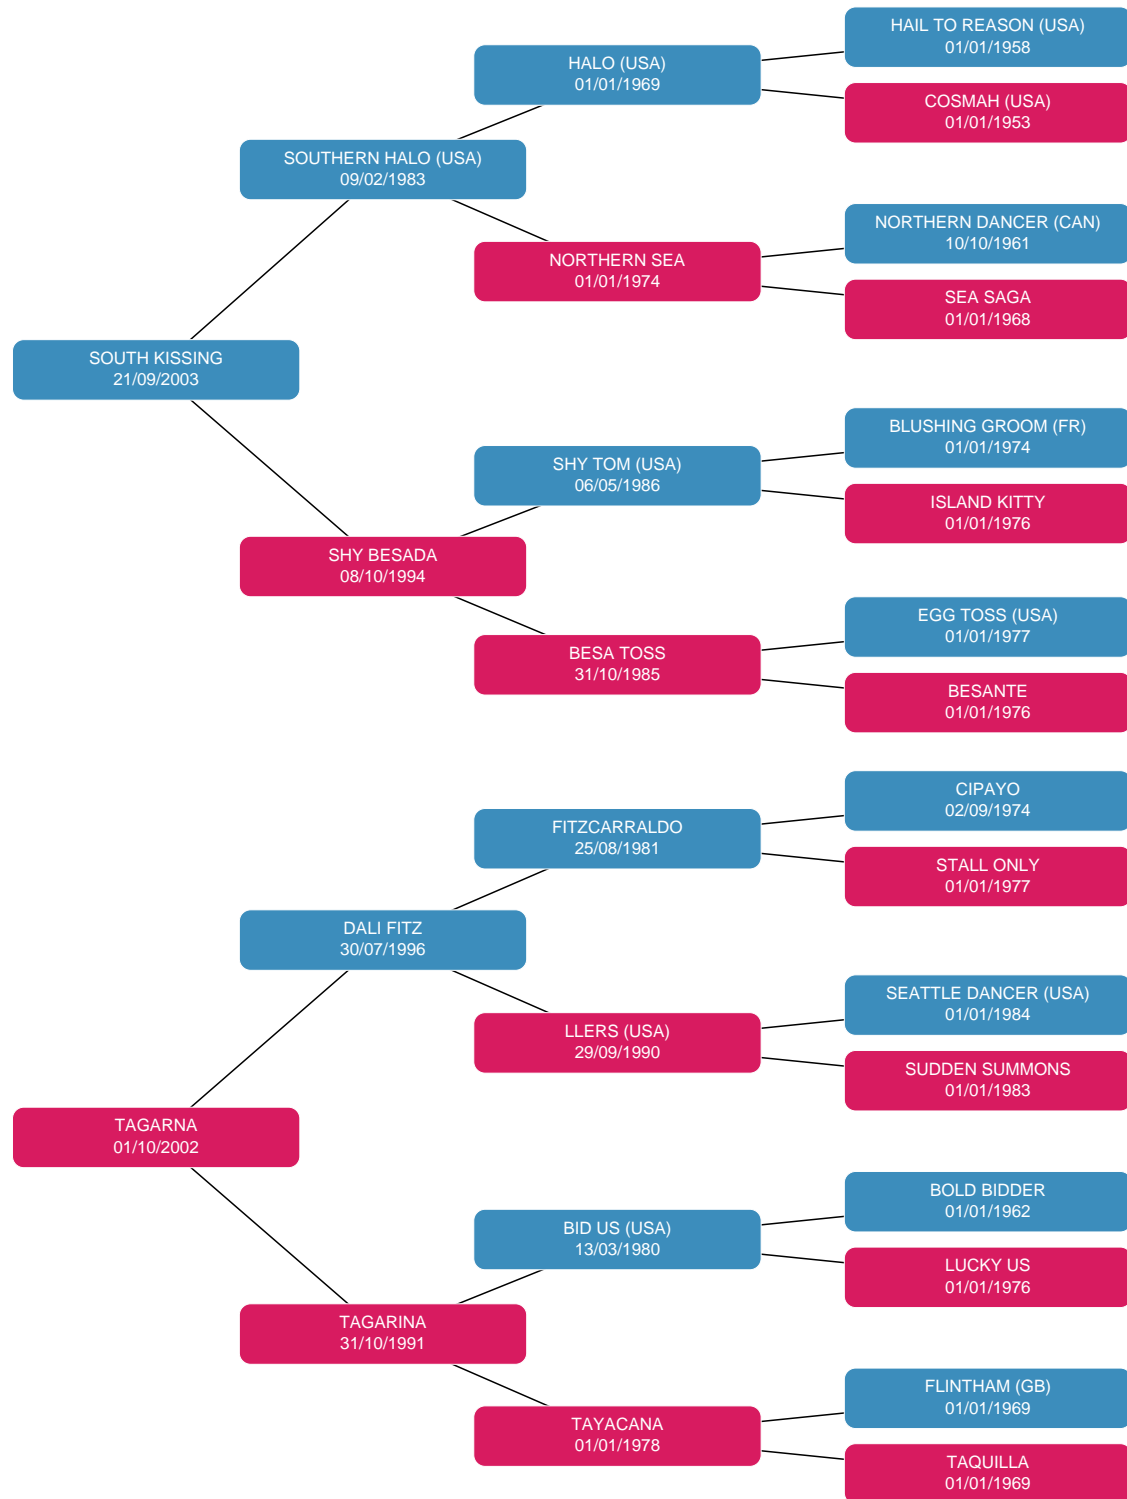 HAIL TO REASON (USA)
01/01/1958
HALO (USA)
01/01/1969
COSMAH (USA)
01/01/1953
SOUTHERN HALO (USA)
09/02/1983
NORTHERN DANCER (CAN)
10/10/1961
NORTHERN SEA
01/01/1974
SEA SAGA
01/01/1968
SOUTH KISSING
21/09/2003
BLUSHING GROOM (FR)
01/01/1974
SHY TOM (USA)
06/05/1986
ISLAND KITTY
01/01/1976
SHY BESADA
08/10/1994
EGG TOSS (USA)
01/01/1977
BESA TOSS
31/10/1985
BESANTE
01/01/1976
CIPAYO
02/09/1974
FITZCARRALDO
25/08/1981
STALL ONLY
01/01/1977
DALI FITZ
30/07/1996
SEATTLE DANCER (USA)
01/01/1984
LLERS (USA)
29/09/1990
SUDDEN SUMMONS
01/01/1983
TAGARNA
01/10/2002
BOLD BIDDER
01/01/1962
BID US (USA)
13/03/1980
LUCKY US
01/01/1976
TAGARINA
31/10/1991
FLINTHAM (GB)
01/01/1969
TAYACANA
01/01/1978
TAQUILLA
01/01/1969